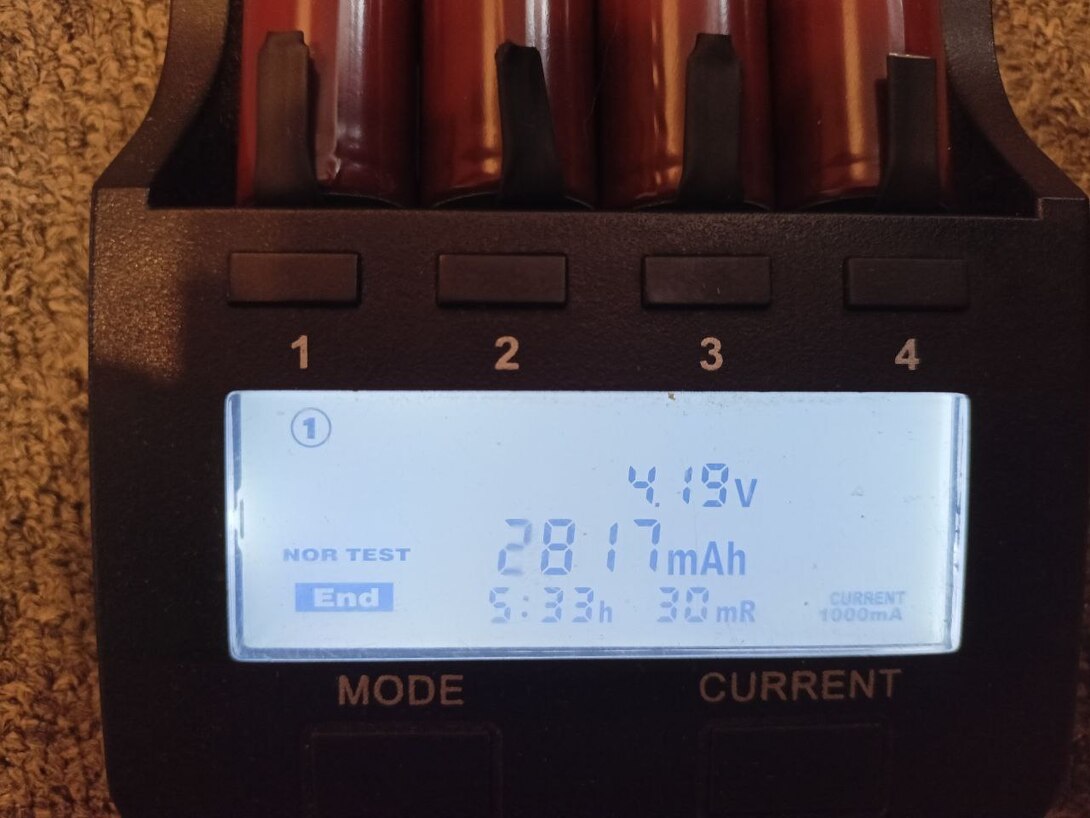 1 2 3 4
1
4.19V
2817mAh
NOR TEST
End
5:33h 30mR
CURRENT
1000mA
MODE CURRENT